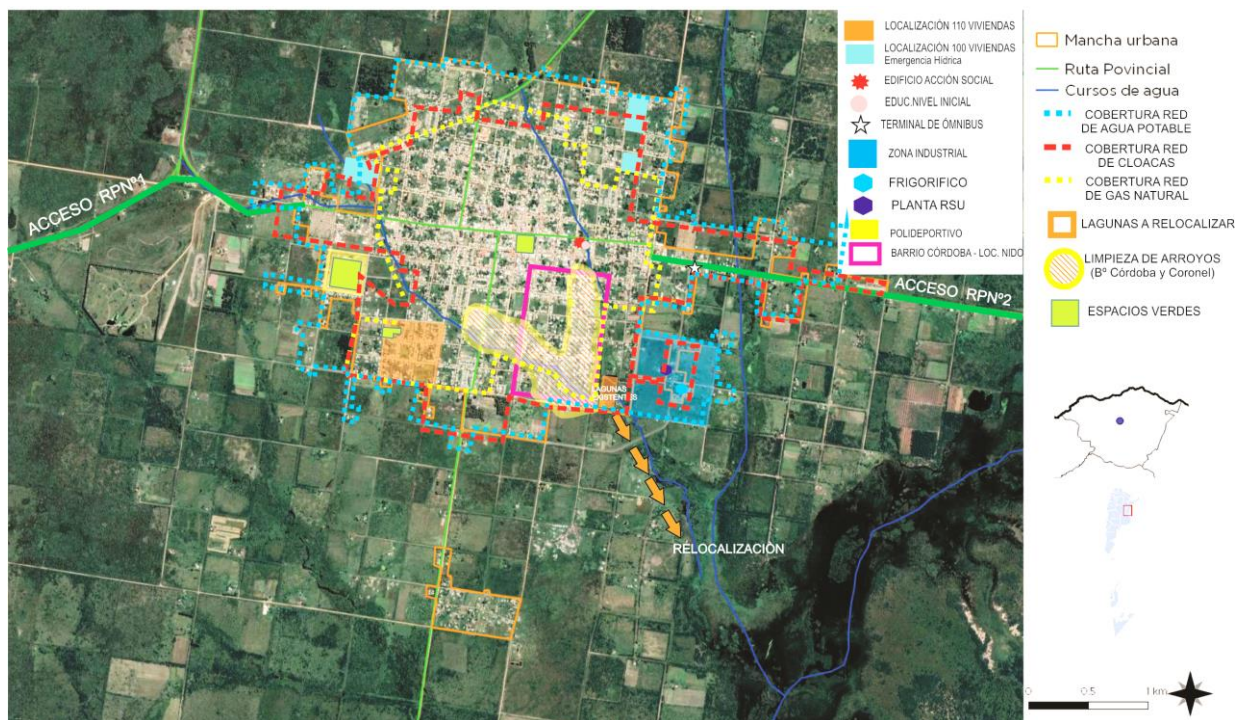 LOCALIZACIÓN 110 VIVIENDAS
LOCALIZACIÓN 100 VIVIENDAS
Emergencia Hídrica
EDIFICIO ACCIÓN SOCIAL
EDUC.NIVEL INICIAL
TERMINAL DE ÓMNIBUS
ZONA INDUSTRIAL
FRIGORIFICO
PLANTA RSU
POLIDEPORTIVO
BARRIO CÓRDOBA - LOC. NIDO
Mancha urbana
Ruta Povincial
Cursos de agua
COBERTURA RED
DE AGUA POTABLE
COBERTURA RED
DE CLOACAS
COBERTURA RED
DE GAS NATURAL
LAGUNAS A RELOCALIZAR
LIMPIEZA DE ARROYOS
(Bº Córdoba y Coronel)
ESPACIOS VERDES
ACCESO RPNº1
ACCESO RPNº2
LAGUNAS
EXISTENTES
RELOCALIZACIÓN
0 0.5 1 km